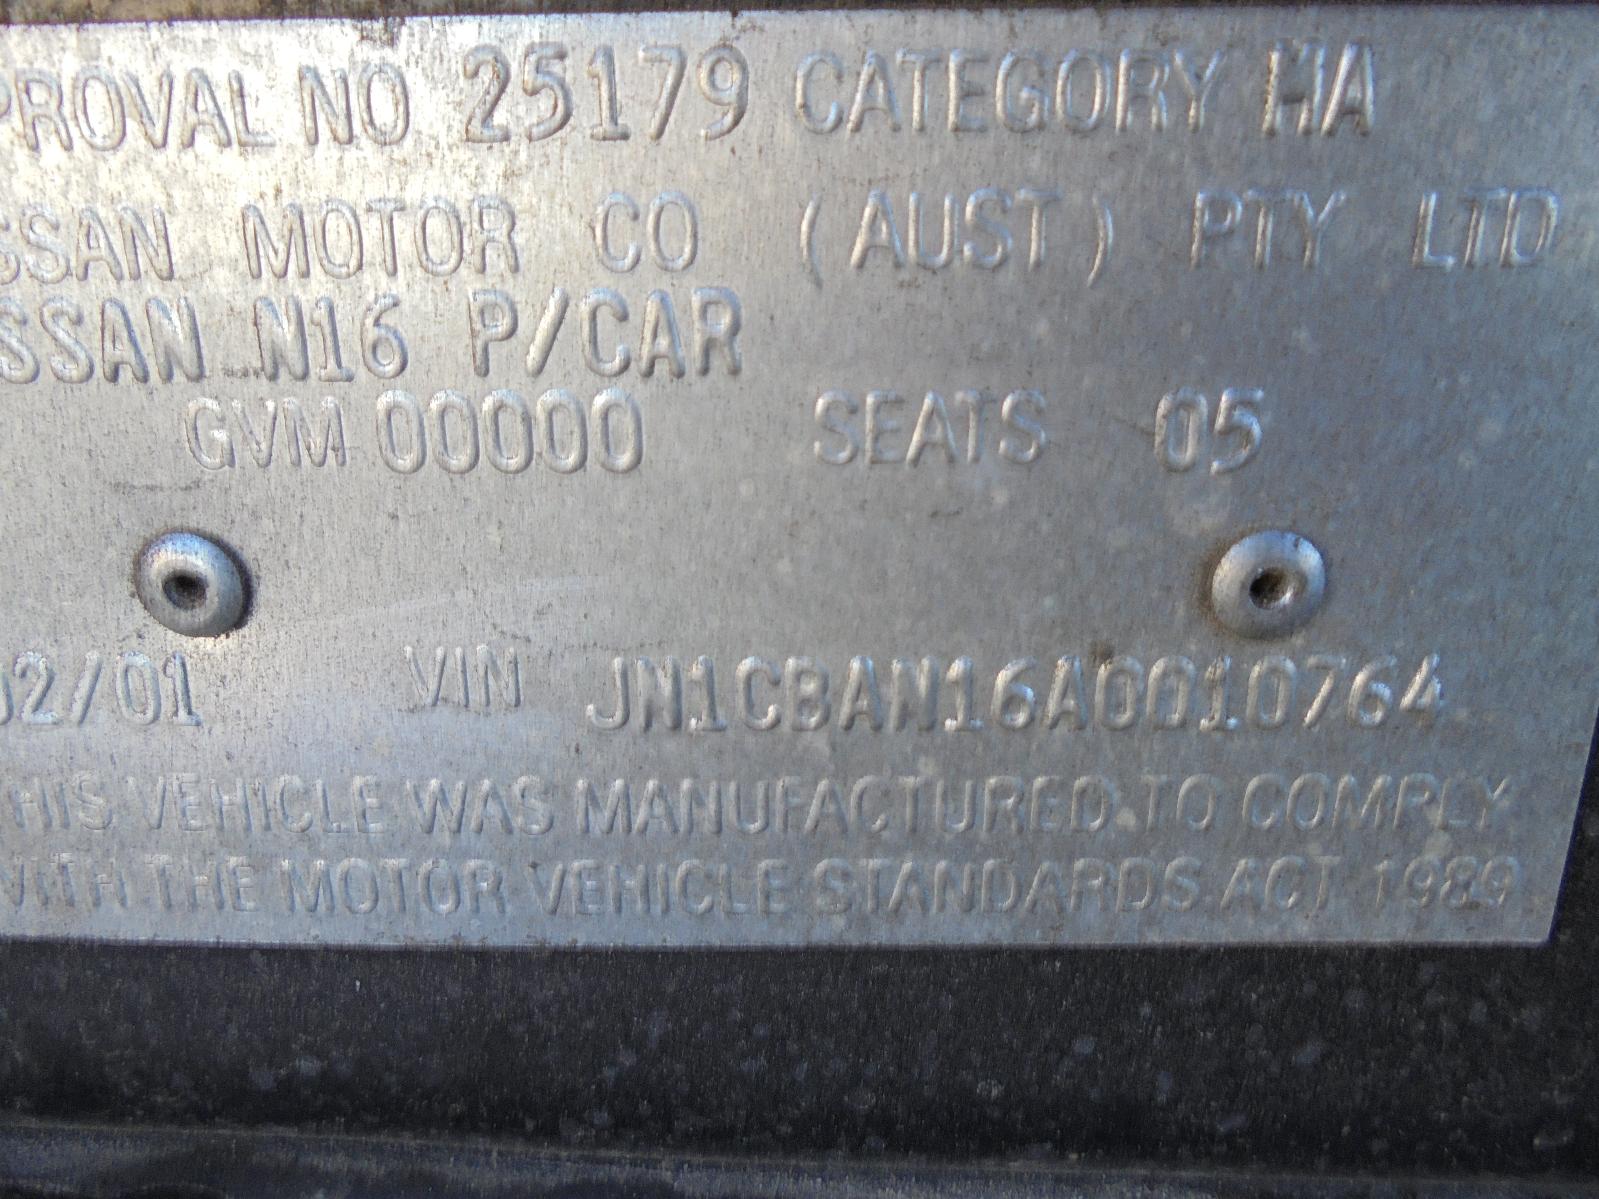 PROVAL NO 25179 CATEGORY MA
SSAN MOTOR CO (AUST) PTY LTD
SSAN N16 P/CAR
GVM 00000 SEATS 05
02/01 VIN JN1CBAN16A0010764
HIS VEHICLE WAS MANUFACTURED TO COMPLY
WITH THE MOTOR VEHICLE STANDARDS ACT 1989